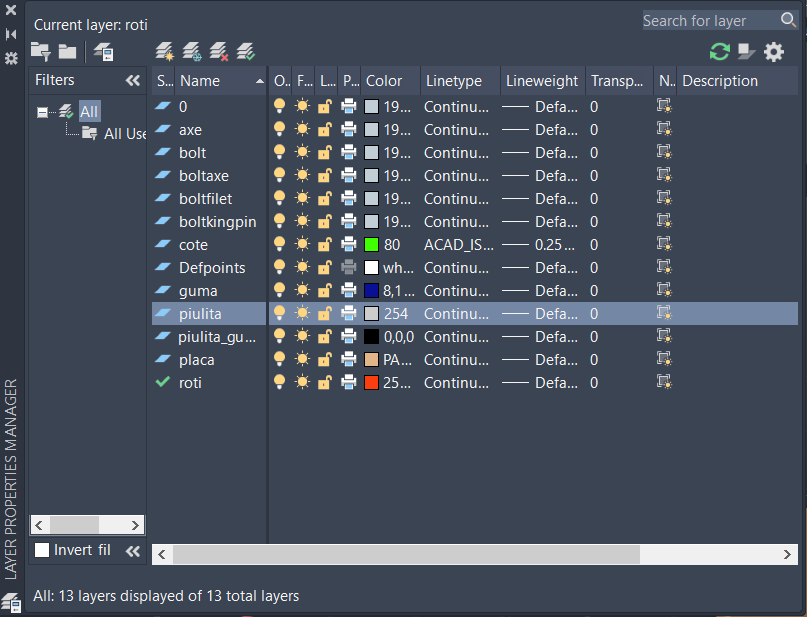 Current layer: roti
Search for layer
Filters
S... Name O.. F... L... P... Color Linetype Lineweight Transp... N.. Description
All
All Use
0 19... Continu... Defa... 0
axe 19... Continu... Defa... 0
bolt 19... Continu... Defa... 0
boltaxe 19... Continu... Defa... 0
boltfilet 19... Continu... Defa... 0
boltkingpin 19... Continu... Defa... 0
cote 80 ACAD_IS... 0.25 ... 0
Defpoints wh... Continu... Defa... 0
guma 8,1... Continu... Defa... 0
piulita 254 Continu... Defa... 0
piulita_gu... 0,0,0 Continu... Defa... 0
placa PA... Continu... Defa... 0
roti 25... Continu... Defa... 0
Invert fil
All: 13 layers displayed of 13 total layers
LAYER PROPERTIES MANAGER